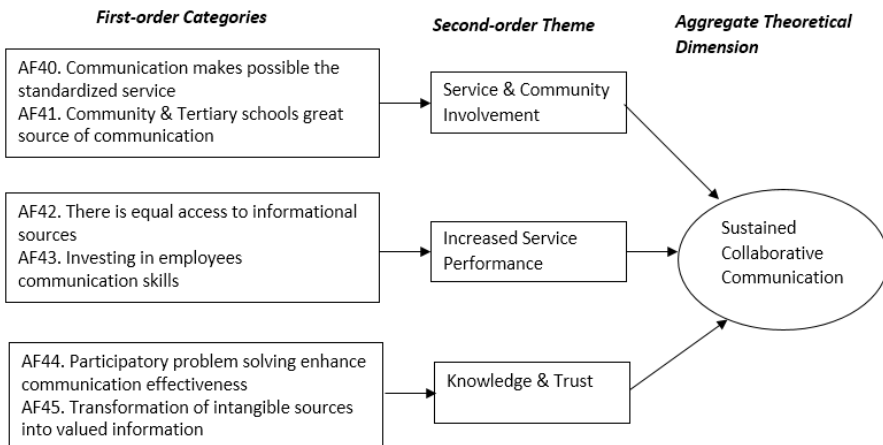 First-order Categories
Second-order Theme
Aggregate Theoretical
Dimension
AF40. Communication makes possible the
standardized service
AF41. Community & Tertiary schools great
source of communication
Service & Community
Involvement
AF42. There is equal access to informational
sources
AF43. Investing in employees
communication skills
Increased Service
Performance
Sustained
Collaborative
Communication
AF44. Participatory problem solving enhance
communication effectiveness
AF45. Transformation of intangible sources
into valued information
Knowledge & Trust